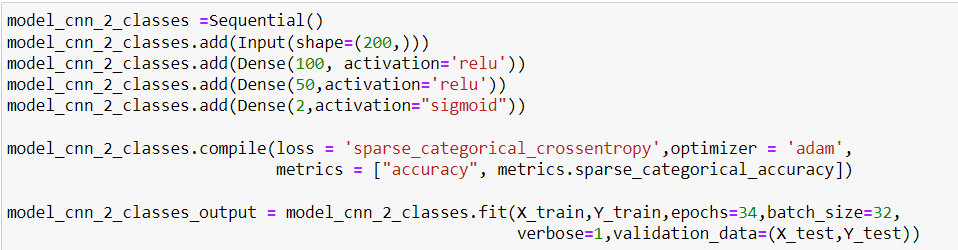 model_cnn_2_classes =Sequential()
model_cnn_2_classes.add(Input(shape=(200,)))
model_cnn_2_classes.add(Dense(100, activation='relu'))
model_cnn_2_classes.add(Dense(50,activation='relu'))
model_cnn_2_classes.add(Dense(2,activation="sigmoid"))

model_cnn_2_classes.compile(loss = 'sparse_categorical_crossentropy',optimizer = 'adam',
                            metrics = ["accuracy", metrics.sparse_categorical_accuracy])

model_cnn_2_classes_output = model_cnn_2_classes.fit(X_train,Y_train,epochs=34,batch_size=32,
                                                     verbose=1,validation_data=(X_test,Y_test))